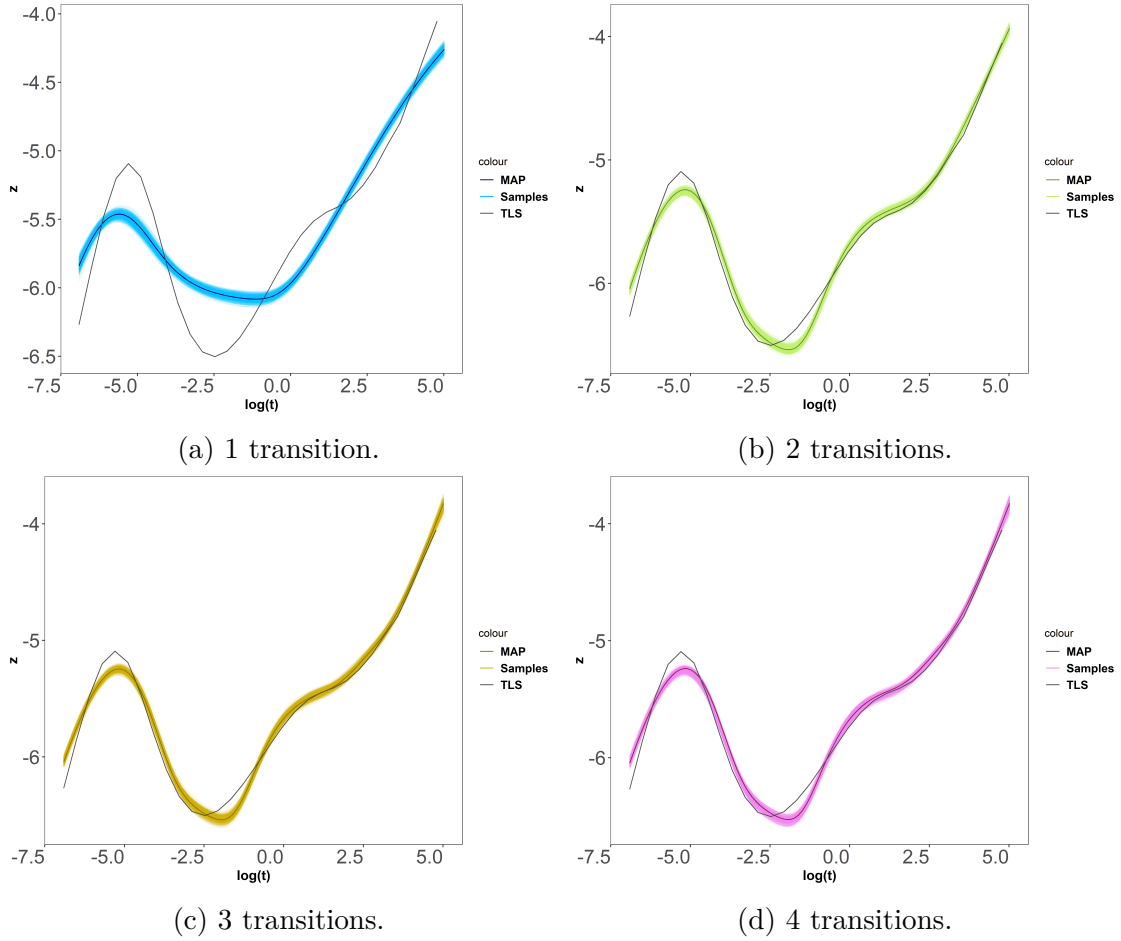 -4.0
-4.5
-5.0
-5.5
-6.0
-6.5
z
-7.5 -5.0 -2.5 0.0 2.5 5.0
log(t)
colour
MAP
Samples
TLS
(a) 1 transition.
-4
-5
-6
z
-7.5 -5.0 -2.5 0.0 2.5 5.0
log(t)
colour
MAP
Samples
TLS
(b) 2 transitions.
-4
-5
-6
z
-7.5 -5.0 -2.5 0.0 2.5 5.0
log(t)
colour
MAP
Samples
TLS
(c) 3 transitions.
-4
-5
-6
z
-7.5 -5.0 -2.5 0.0 2.5 5.0
log(t)
colour
MAP
Samples
TLS
(d) 4 transitions.